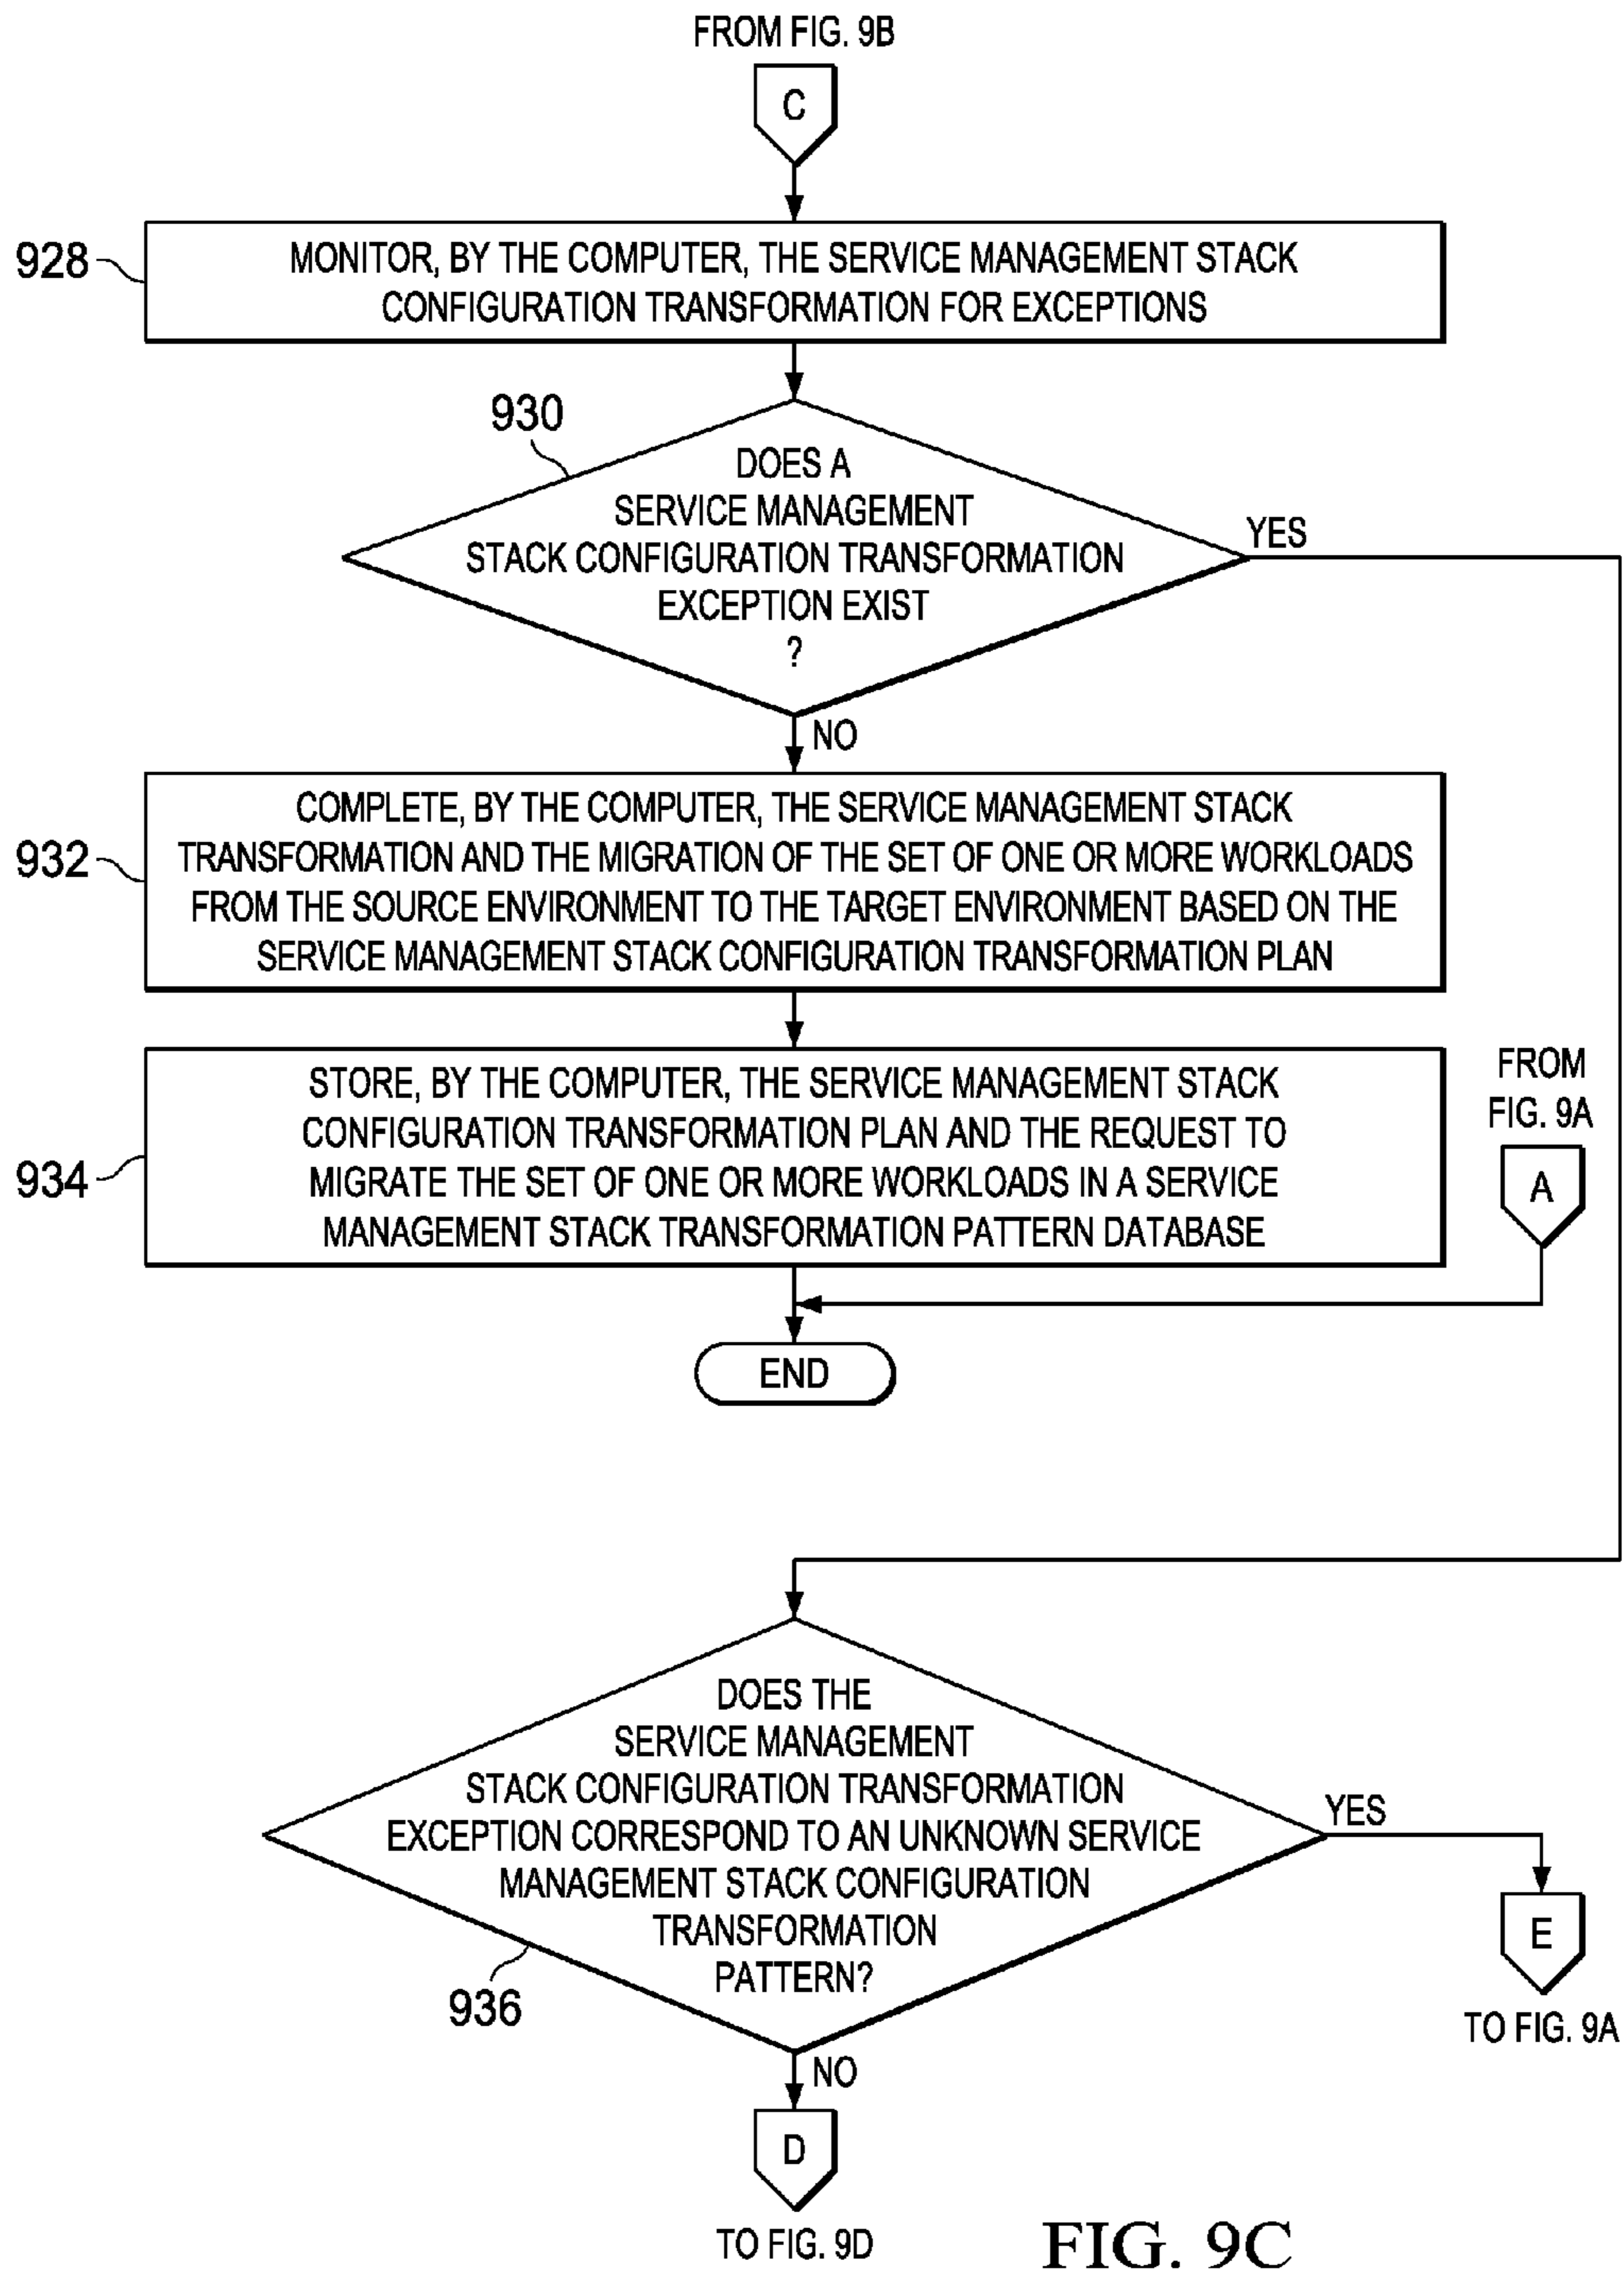 FROM FIG. 9B
C
928
MONITOR, BY THE COMPUTER, THE SERVICE MANAGEMENT STACK
CONFIGURATION TRANSFORMATION FOR EXCEPTIONS
930
DOES A
SERVICE MANAGEMENT
STACK CONFIGURATION TRANSFORMATION
EXCEPTION EXIST
?
YES
NO
932
COMPLETE, BY THE COMPUTER, THE SERVICE MANAGEMENT STACK
TRANSFORMATION AND THE MIGRATION OF THE SET OF ONE OR MORE WORKLOADS
FROM THE SOURCE ENVIRONMENT TO THE TARGET ENVIRONMENT BASED ON THE
SERVICE MANAGEMENT STACK CONFIGURATION TRANSFORMATION PLAN
934
STORE, BY THE COMPUTER, THE SERVICE MANAGEMENT STACK
CONFIGURATION TRANSFORMATION PLAN AND THE REQUEST TO
MIGRATE THE SET OF ONE OR MORE WORKLOADS IN A SERVICE
MANAGEMENT STACK TRANSFORMATION PATTERN DATABASE
FROM
FIG. 9A
A
END
DOES THE
SERVICE MANAGEMENT
STACK CONFIGURATION TRANSFORMATION
EXCEPTION CORRESPOND TO AN UNKNOWN SERVICE
MANAGEMENT STACK CONFIGURATION
TRANSFORMATION
PATTERN?
936
YES
E
TO FIG. 9A
NO
D
TO FIG. 9D
FIG. 9C